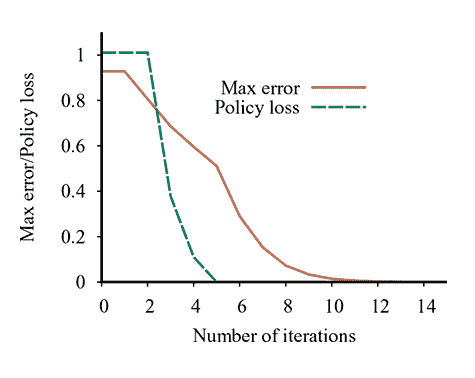 1
0.8
0.6
0.4
0.2
0
Max error/Policy loss
Max error
Policy loss
0 2 4 6 8 10 12 14
Number of iterations